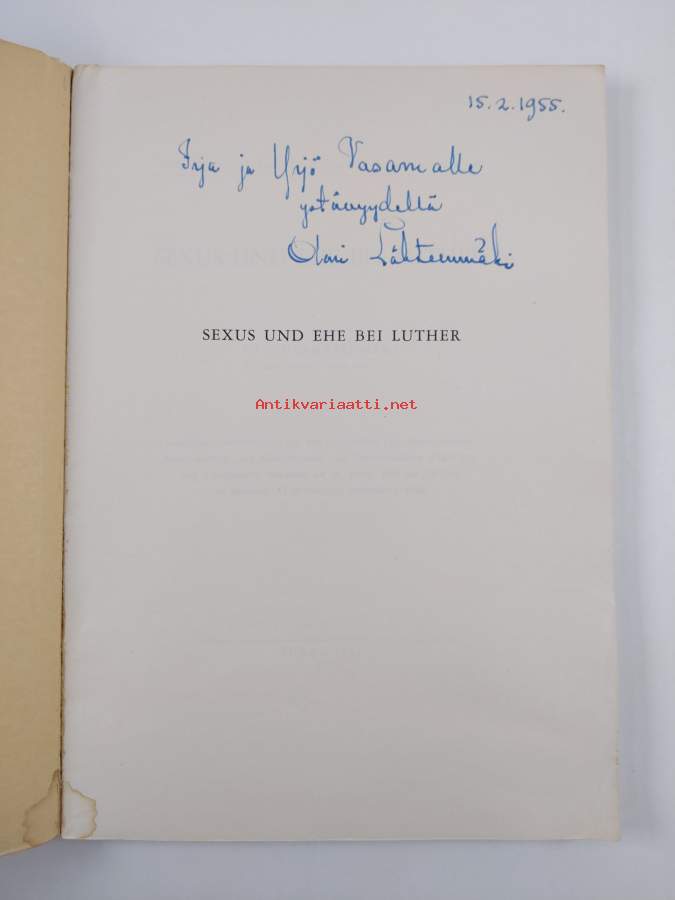 15.2.1955.
Irja ja Yrjö Vasamalle
ystävyydellä
Olavi Lähteenmäki
SEXUS UND EHE BEI LUTHER
Antikvariaatti.net